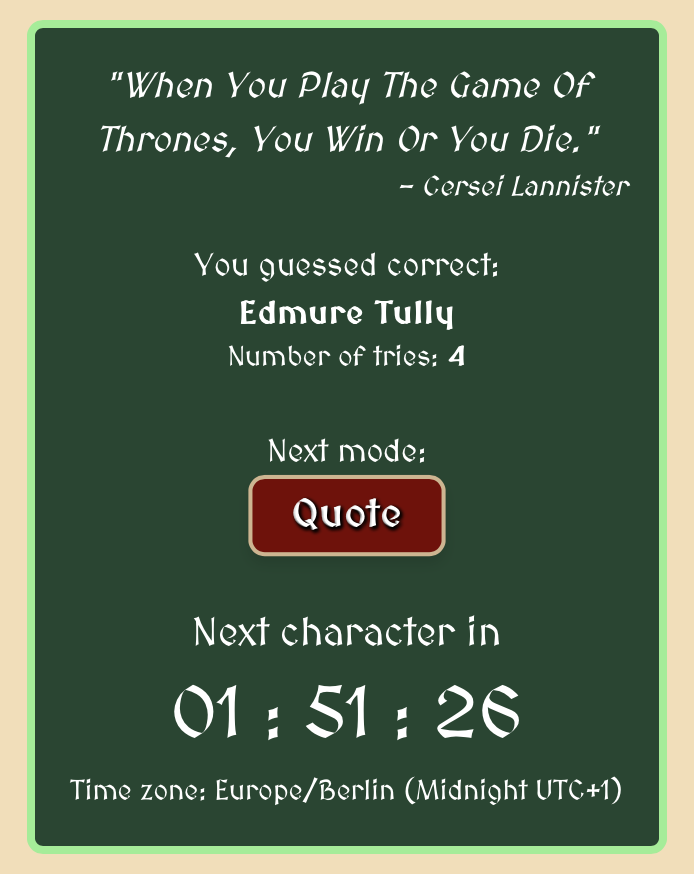 "When You Play The Game Of
Thrones, You Win Or You Die."
– Cersei Lannister
You guessed correct:
Edmure Tully
Number of tries: 4
Next mode:
Quote
Next character in
01 : 51 : 26
Time zone: Europe/Berlin (Midnight UTC+1)